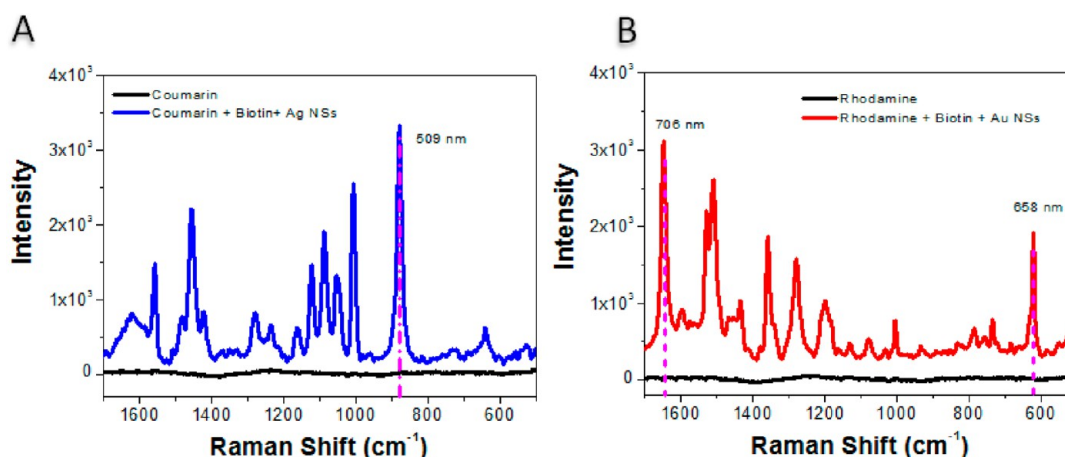 A
4x10³
3x10³
2x10³
1x10³
0
Intensity
Coumarin
Coumarin + Biotin+ Ag NSs
509 nm
1600 1400 1200 1000 800 600
Raman Shift (cm⁻¹)
B
4x10³
3x10³
2x10³
1x10³
0
Intensity
Rhodamine
Rhodamine + Biotin + Au NSs
706 nm
658 nm
1600 1400 1200 1000 800 600
Raman Shift (cm⁻¹)